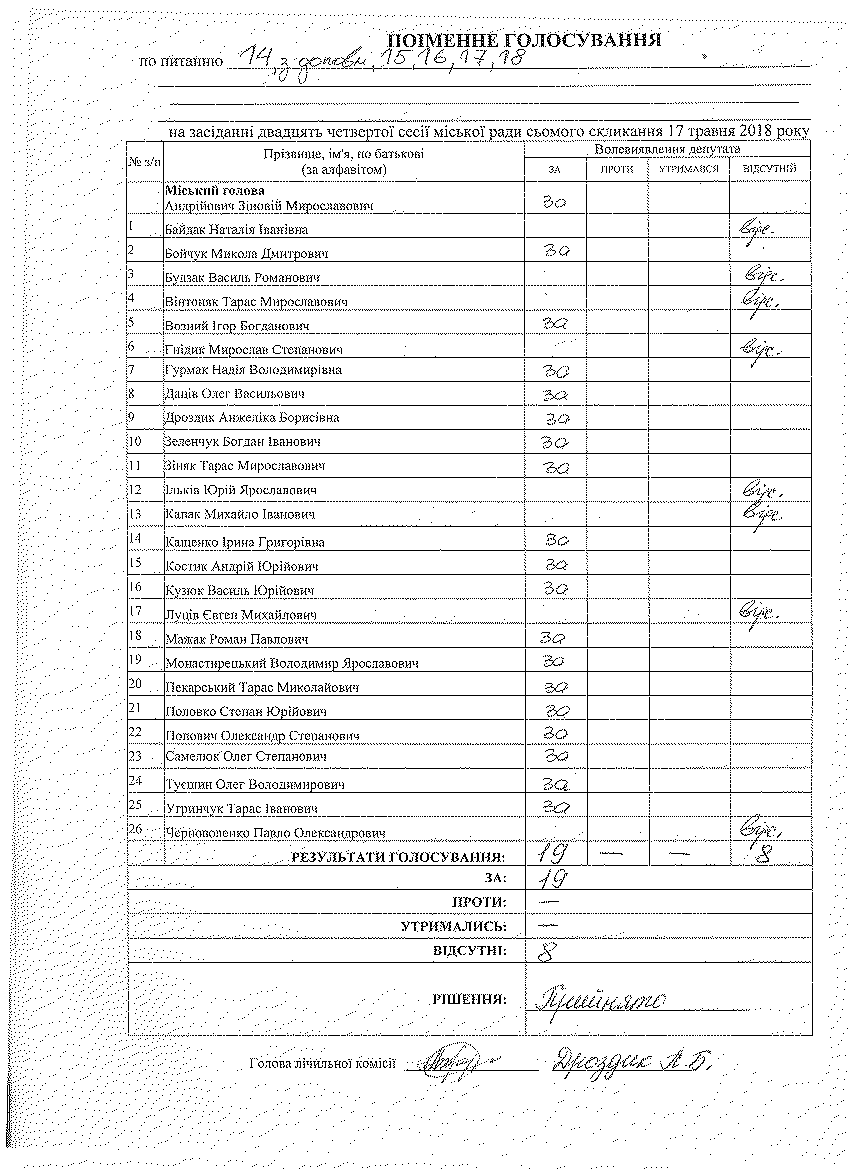 ПОІМЕННЕ ГОЛОСУВАННЯ
по питанню 14, з доповн, 15, 16, 17, 18
на засіданні двадцять четвертої сесії міської ради сьомого скликання 17 травня 2018 року
№ з/п Прізвище, ім'я, по батькові (за алфавітом) Волевиявлення депутата
ЗА ПРОТИ УТРИМАВСЯ ВІДСУТНІЙ
Міський голова
Андрійович Зіновій Мирославович за
1 Байдак Наталія Іванівна відс.
2 Бойчук Микола Дмитрович за
3 Будзак Василь Романович відс.
4 Вінтоняк Тарас Мирославович відс.
5 Возний Ігор Богданович за
6 Гнідик Мирослав Степанович відс.
7 Гурмак Надія Володимирівна за
8 Даців Олег Васильович за
9 Дроздик Анжеліка Борисівна за
10 Зеленчук Богдан Іванович за
11 Зіняк Тарас Мирославович за
12 Ільків Юрій Ярославович відс.
13 Капак Михайло Іванович відс.
14 Кащенко Ірина Григорівна за
15 Костик Андрій Юрійович за
16 Кузюк Василь Юрійович за
17 Луців Євген Михайлович відс.
18 Мажак Роман Павлович за
19 Монастирецький Володимир Ярославович за
20 Пекарський Тарас Миколайович за
21 Половко Степан Юрійович за
22 Попович Олександр Степанович за
23 Самелюк Олег Степанович за
24 Туєшин Олег Володимирович за
25 Угринчук Тарас Іванович за
26 Черноволенко Павло Олександрович відс.
РЕЗУЛЬТАТИ ГОЛОСУВАННЯ: 19 — — 8
ЗА: 19
ПРОТИ: —
УТРИМАЛИСЬ: —
ВІДСУТНІ: 8
РІШЕННЯ: Прийнято
Голова лічильної комісії Дроздик А.Б.